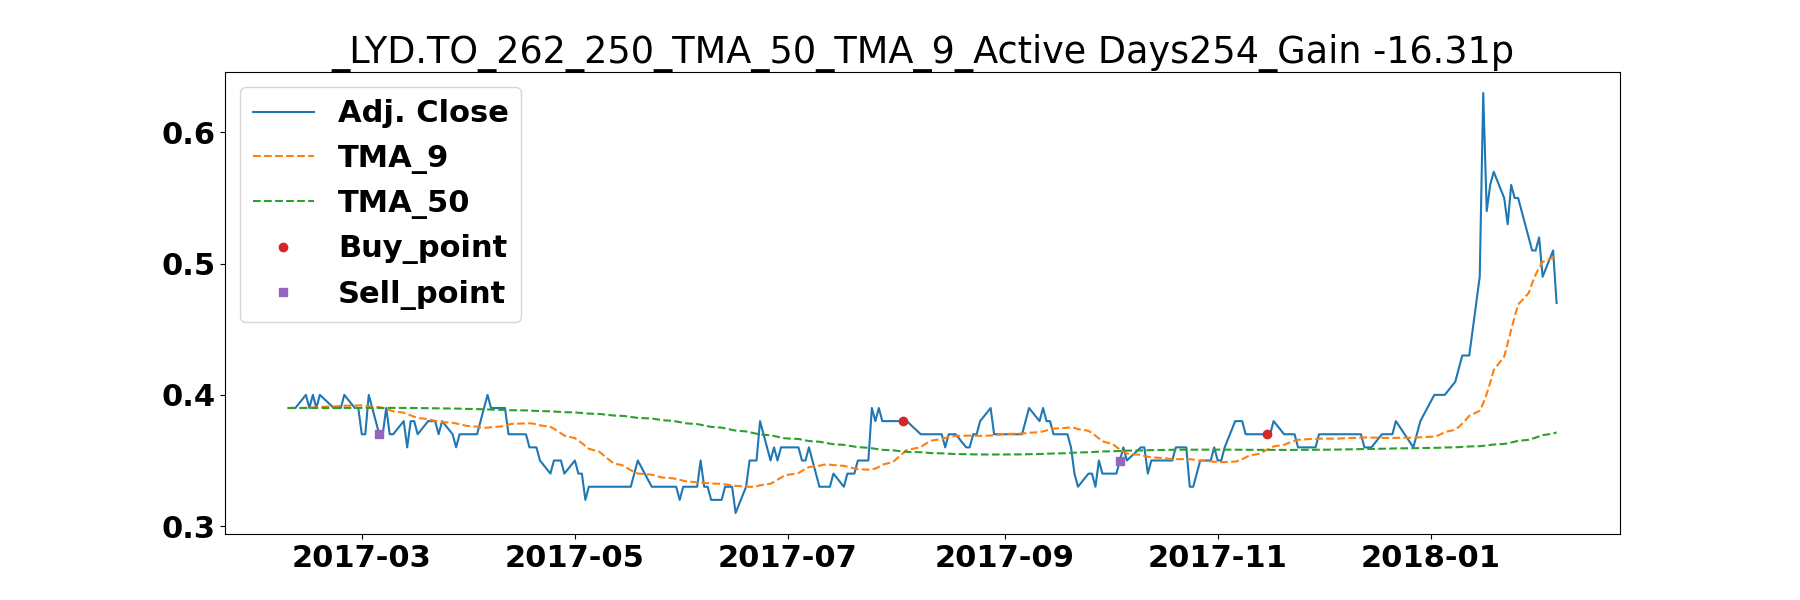 _LYD.TO_262_250_TMA_50_TMA_9_Active Days254_Gain -16.31p
Adj. Close
TMA_9
TMA_50
Buy_point
Sell_point
0.6
0.5
0.4
0.3
2017-03 2017-05 2017-07 2017-09 2017-11 2018-01